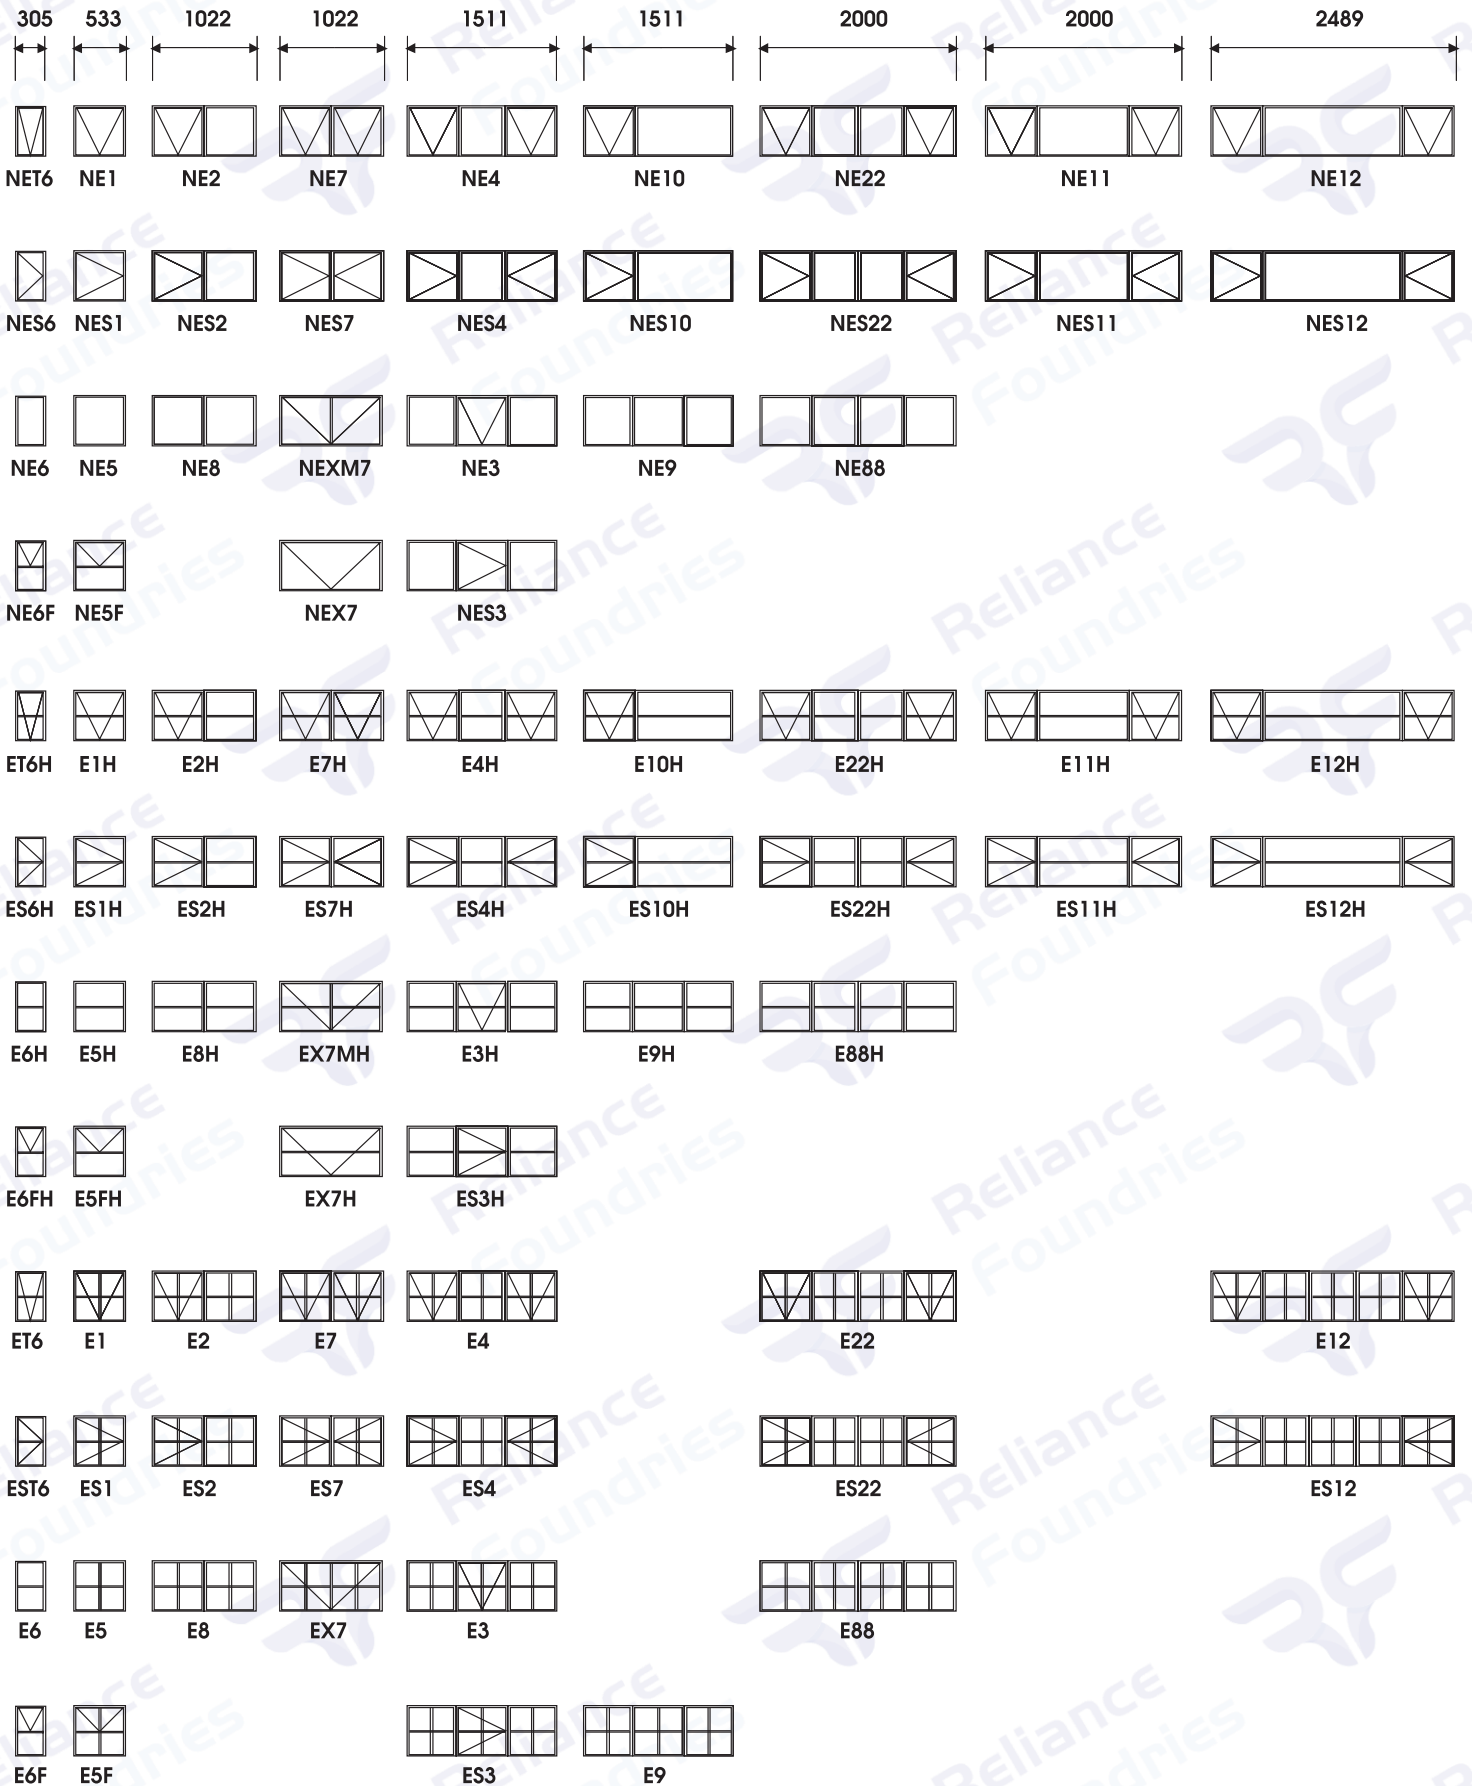 305 533 1022 1022 1511 1511 2000 2000 2489
NET6 NE1 NE2 NE7 NE4 NE10 NE22 NE11 NE12
NES6 NES1 NES2 NES7 NES4 NES10 NES22 NES11 NES12
NE6 NE5 NE8 NEXM7 NE3 NE9 NE88
NE6F NE5F NEX7 NES3
ET6H E1H E2H E7H E4H E10H E22H E11H E12H
ES6H ES1H ES2H ES7H ES4H ES10H ES22H ES11H ES12H
E6H E5H E8H EX7MH E3H E9H E88H
E6FH E5FH EX7H ES3H
ET6 E1 E2 E7 E4 E22 E12
EST6 ES1 ES2 ES7 ES4 ES22 ES12
E6 E5 E8 EX7 E3 E88
E6F E5F ES3 E9
Reliance
Foundries